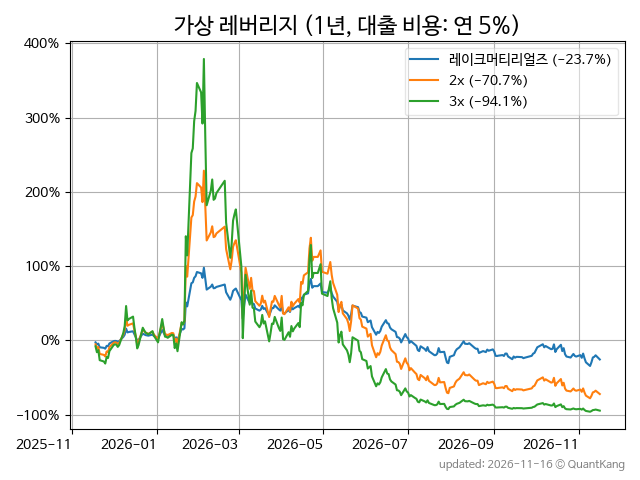 가상 레버리지 (1년, 대출 비용: 연 5%)
레이크머티리얼즈 (−23.7%)
2x (−70.7%)
3x (−94.1%)
400%
300%
200%
100%
0%
−100%
2025-11 2026-01 2026-03 2026-05 2026-07 2026-09 2026-11
updated: 2026-11-16 © QuantKang